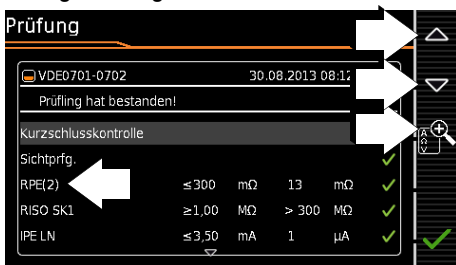 Prüfung
VDE0701-0702 30.08.2013 08:12
Prüfling hat bestanden!
Kurzschlusskontrolle
Sichtprfg.
RPE(2) ≤300 mΩ 13 mΩ
RISO SK1 ≥1,00 MΩ > 300 MΩ
IPE LN ≤3,50 mA 1 µA